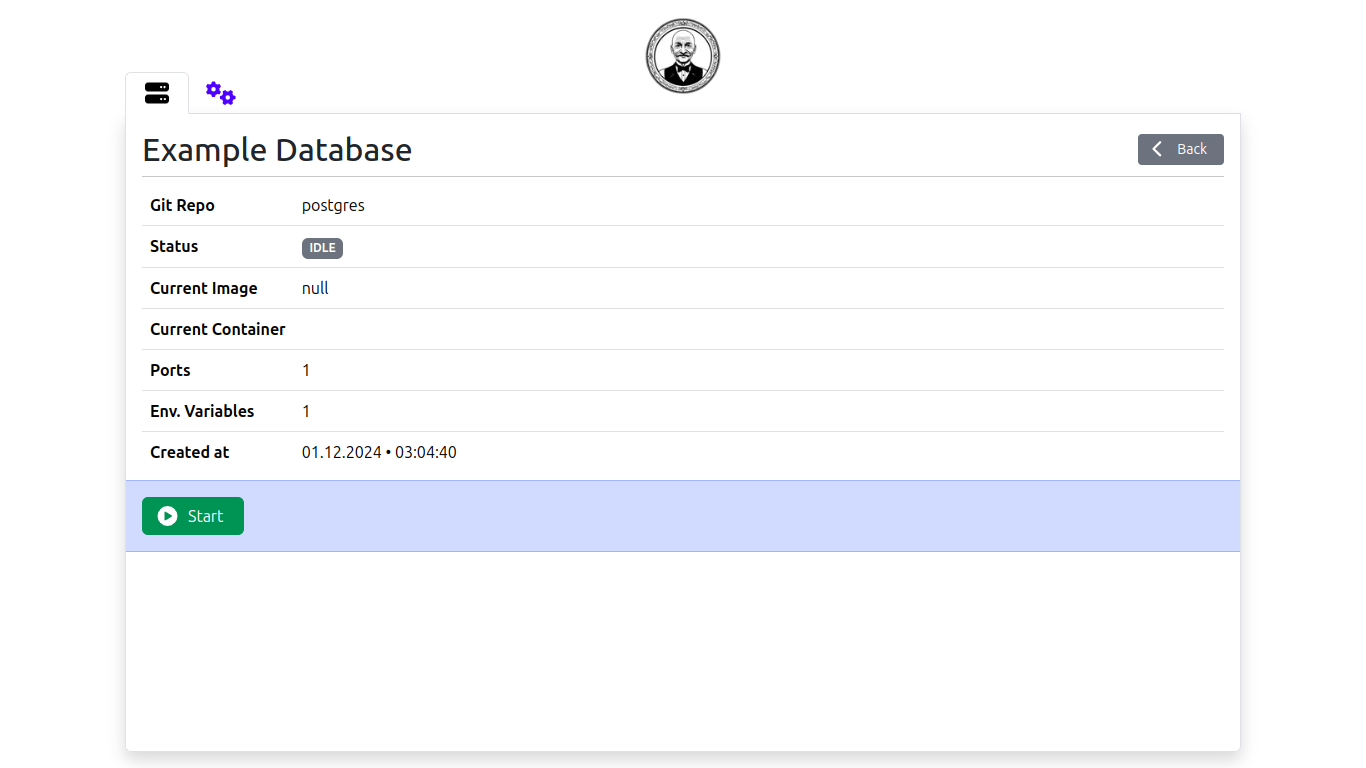 Example Database
Back
Git Repo postgres
Status IDLE
Current Image null
Current Container
Ports 1
Env. Variables 1
Created at 01.12.2024 • 03:04:40
Start